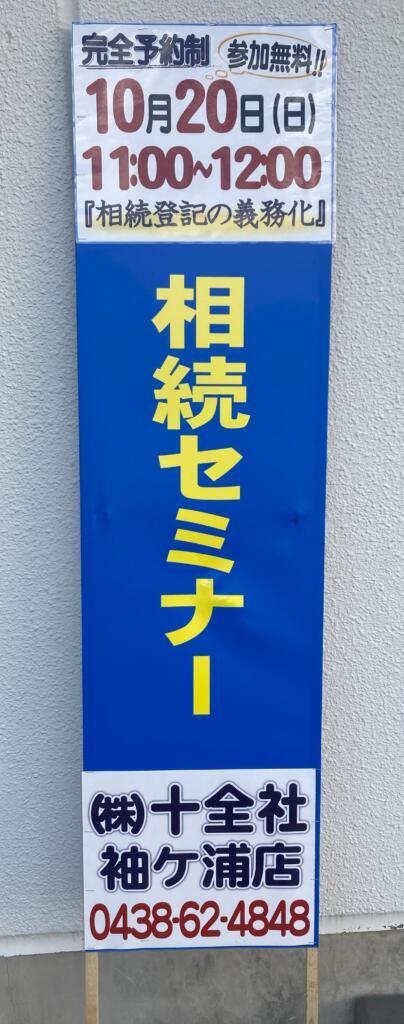 完全予約制 参加無料!!
10月20日(日)
11:00~12:00
『相続登記の義務化』
相続セミナー
㈱十全社
袖ケ浦店
0438-62-4848